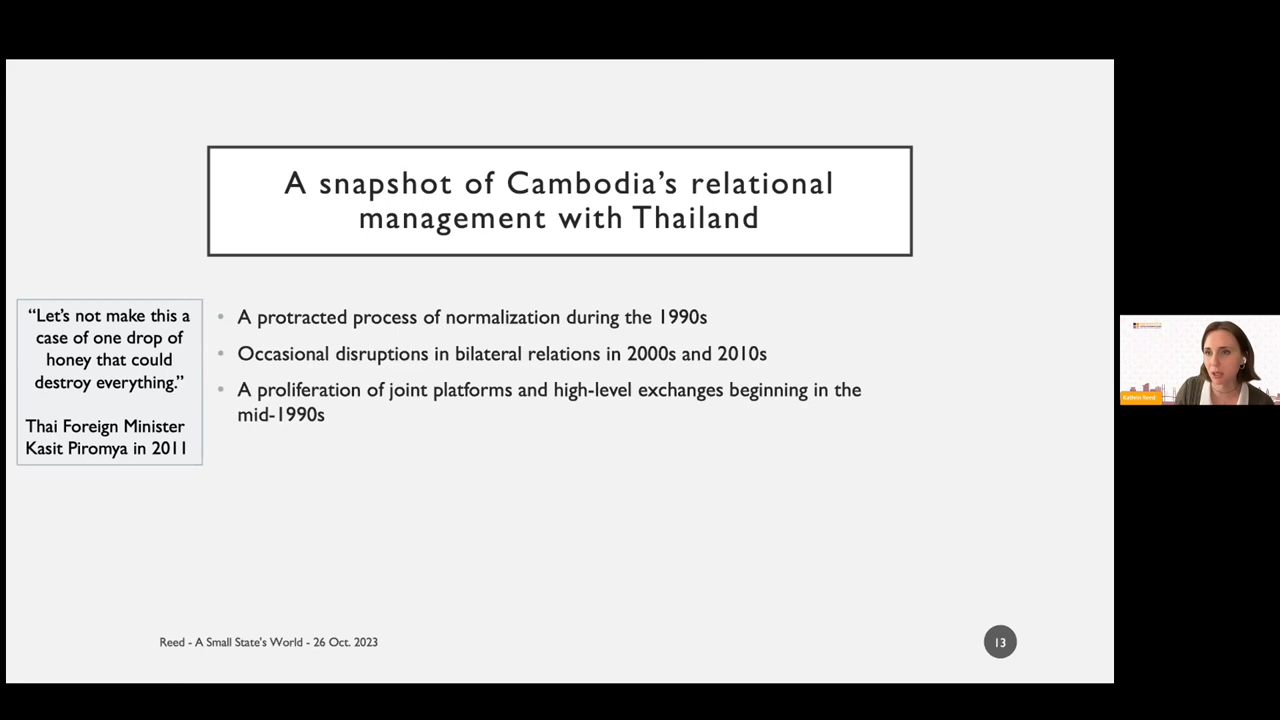 A snapshot of Cambodia’s relational
management with Thailand
“Let’s not make this a
case of one drop of
honey that could
destroy everything.”
Thai Foreign Minister
Kasit Piromya in 2011
• A protracted process of normalization during the 1990s
• Occasional disruptions in bilateral relations in 2000s and 2010s
• A proliferation of joint platforms and high-level exchanges beginning in the
mid-1990s
Reed - A Small State's World - 26 Oct. 2023
13